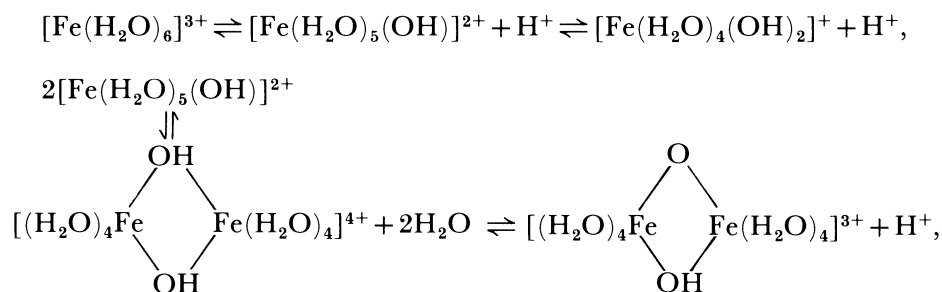 [Fe(H₂O)₆]³⁺ ⇌ [Fe(H₂O)₅(OH)]²⁺ + H⁺ ⇌ [Fe(H₂O)₄(OH)₂]⁺ + H⁺,
2[Fe(H₂O)₅(OH)]²⁺
⇌
OH O
[(H₂O)₄Fe Fe(H₂O)₄]⁴⁺ + 2H₂O ⇌ [(H₂O)₄Fe Fe(H₂O)₄]³⁺ + H⁺,
OH OH